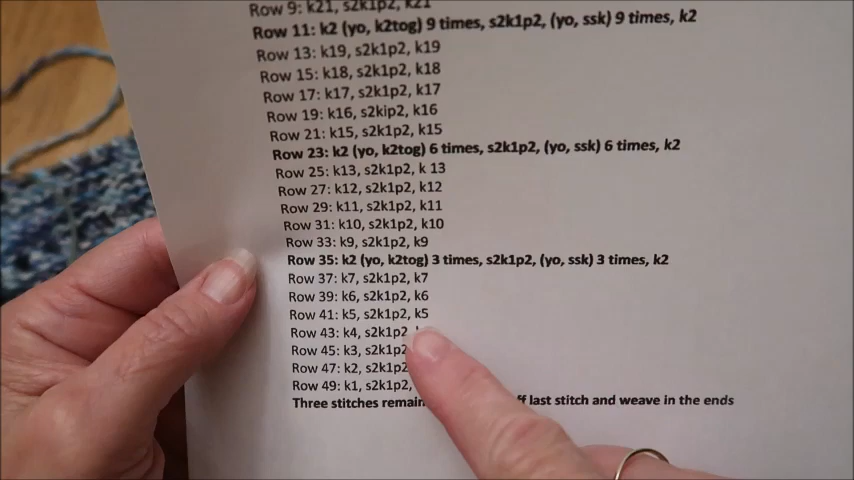 Row 9: k21, s2k1p2, k21
Row 11: k2 (yo, k2tog) 9 times, s2k1p2, (yo, ssk) 9 times, k2
Row 13: k19, s2k1p2, k19
Row 15: k18, s2k1p2, k18
Row 17: k17, s2k1p2, k17
Row 19: k16, s2kip2, k16
Row 21: k15, s2k1p2, k15
Row 23: k2 (yo, k2tog) 6 times, s2k1p2, (yo, ssk) 6 times, k2
Row 25: k13, s2k1p2, k 13
Row 27: k12, s2k1p2, k12
Row 29: k11, s2k1p2, k11
Row 31: k10, s2k1p2, k10
Row 33: k9, s2k1p2, k9
Row 35: k2 (yo, k2tog) 3 times, s2k1p2, (yo, ssk) 3 times, k2
Row 37: k7, s2k1p2, k7
Row 39: k6, s2k1p2, k6
Row 41: k5, s2k1p2, k5
Row 43: k4, s2k1p2,
Row 45: k3, s2k1p2
Row 47: k2, s2k1p2
Row 49: k1, s2k1p2,
Three stitches last stitch and weave in the ends